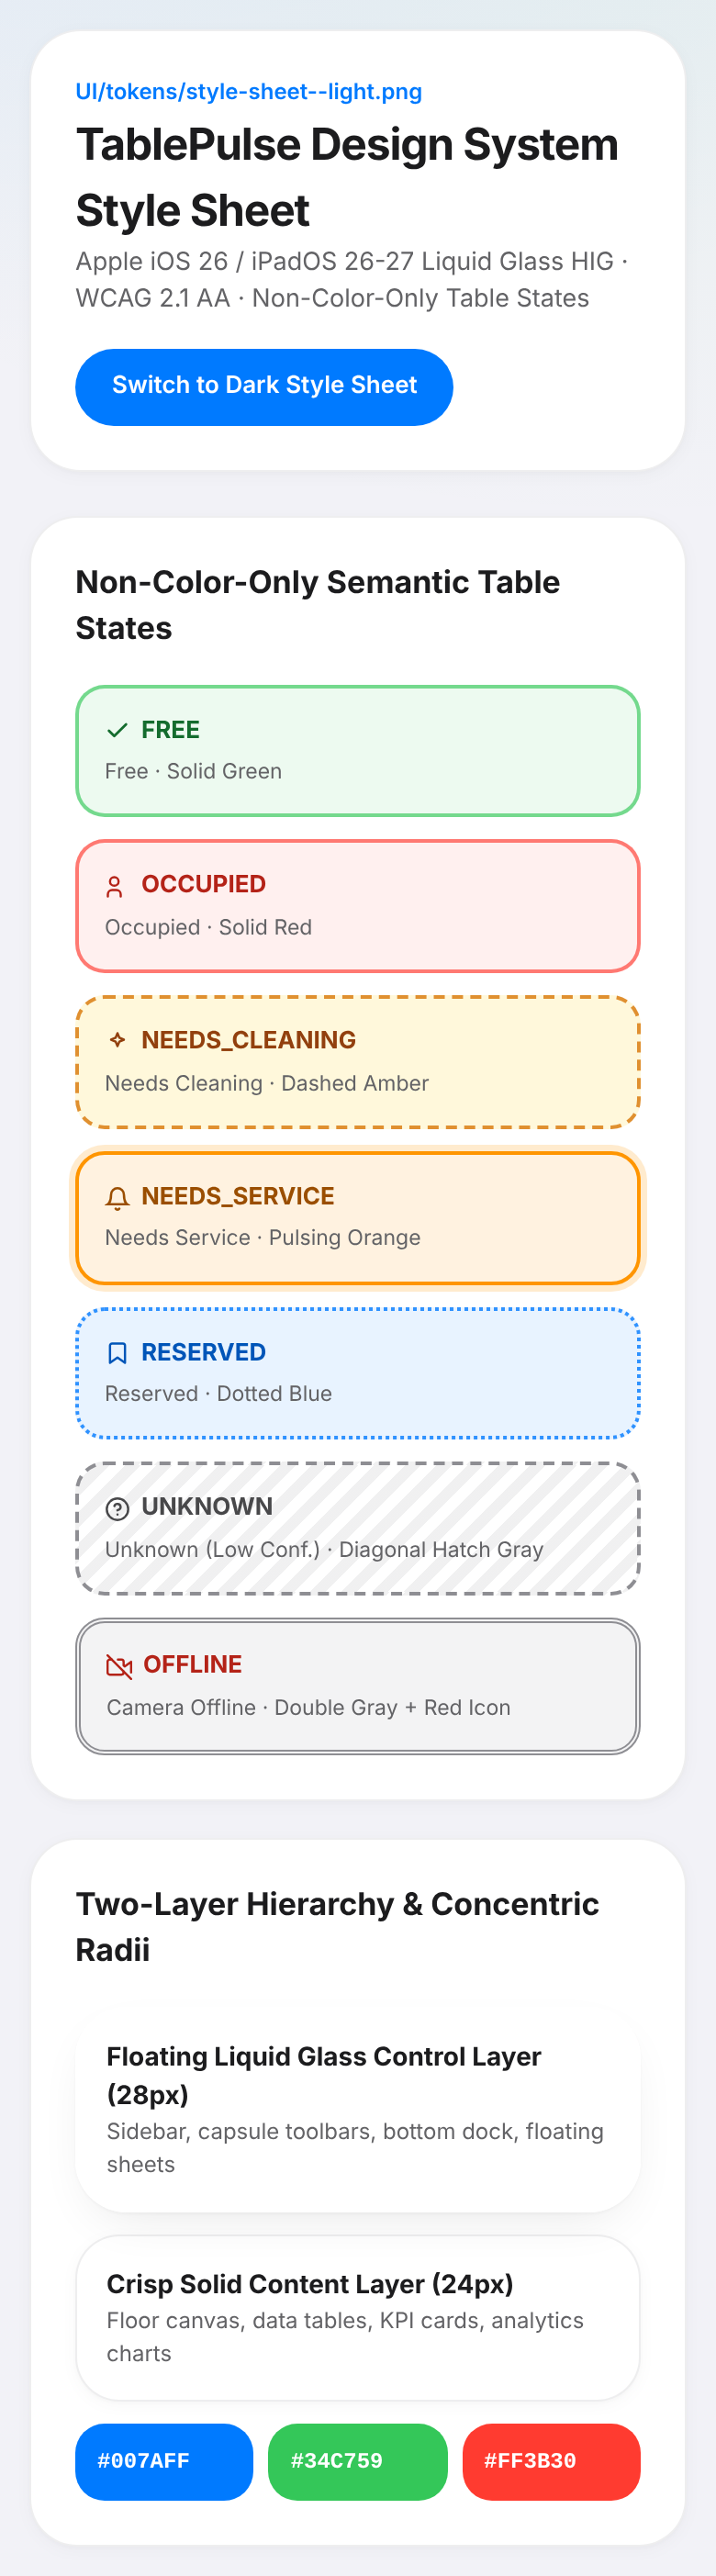 UI/tokens/style-sheet--light.png
TablePulse Design System
Style Sheet
Apple iOS 26 / iPadOS 26-27 Liquid Glass HIG ·
WCAG 2.1 AA · Non-Color-Only Table States
Switch to Dark Style Sheet
Non-Color-Only Semantic Table
States
FREE
Free · Solid Green
OCCUPIED
Occupied · Solid Red
NEEDS_CLEANING
Needs Cleaning · Dashed Amber
NEEDS_SERVICE
Needs Service · Pulsing Orange
RESERVED
Reserved · Dotted Blue
UNKNOWN
Unknown (Low Conf.) · Diagonal Hatch Gray
OFFLINE
Camera Offline · Double Gray + Red Icon
Two-Layer Hierarchy & Concentric
Radii
Floating Liquid Glass Control Layer
(28px)
Sidebar, capsule toolbars, bottom dock, floating
sheets
Crisp Solid Content Layer (24px)
Floor canvas, data tables, KPI cards, analytics
charts
#007AFF #34C759 #FF3B30